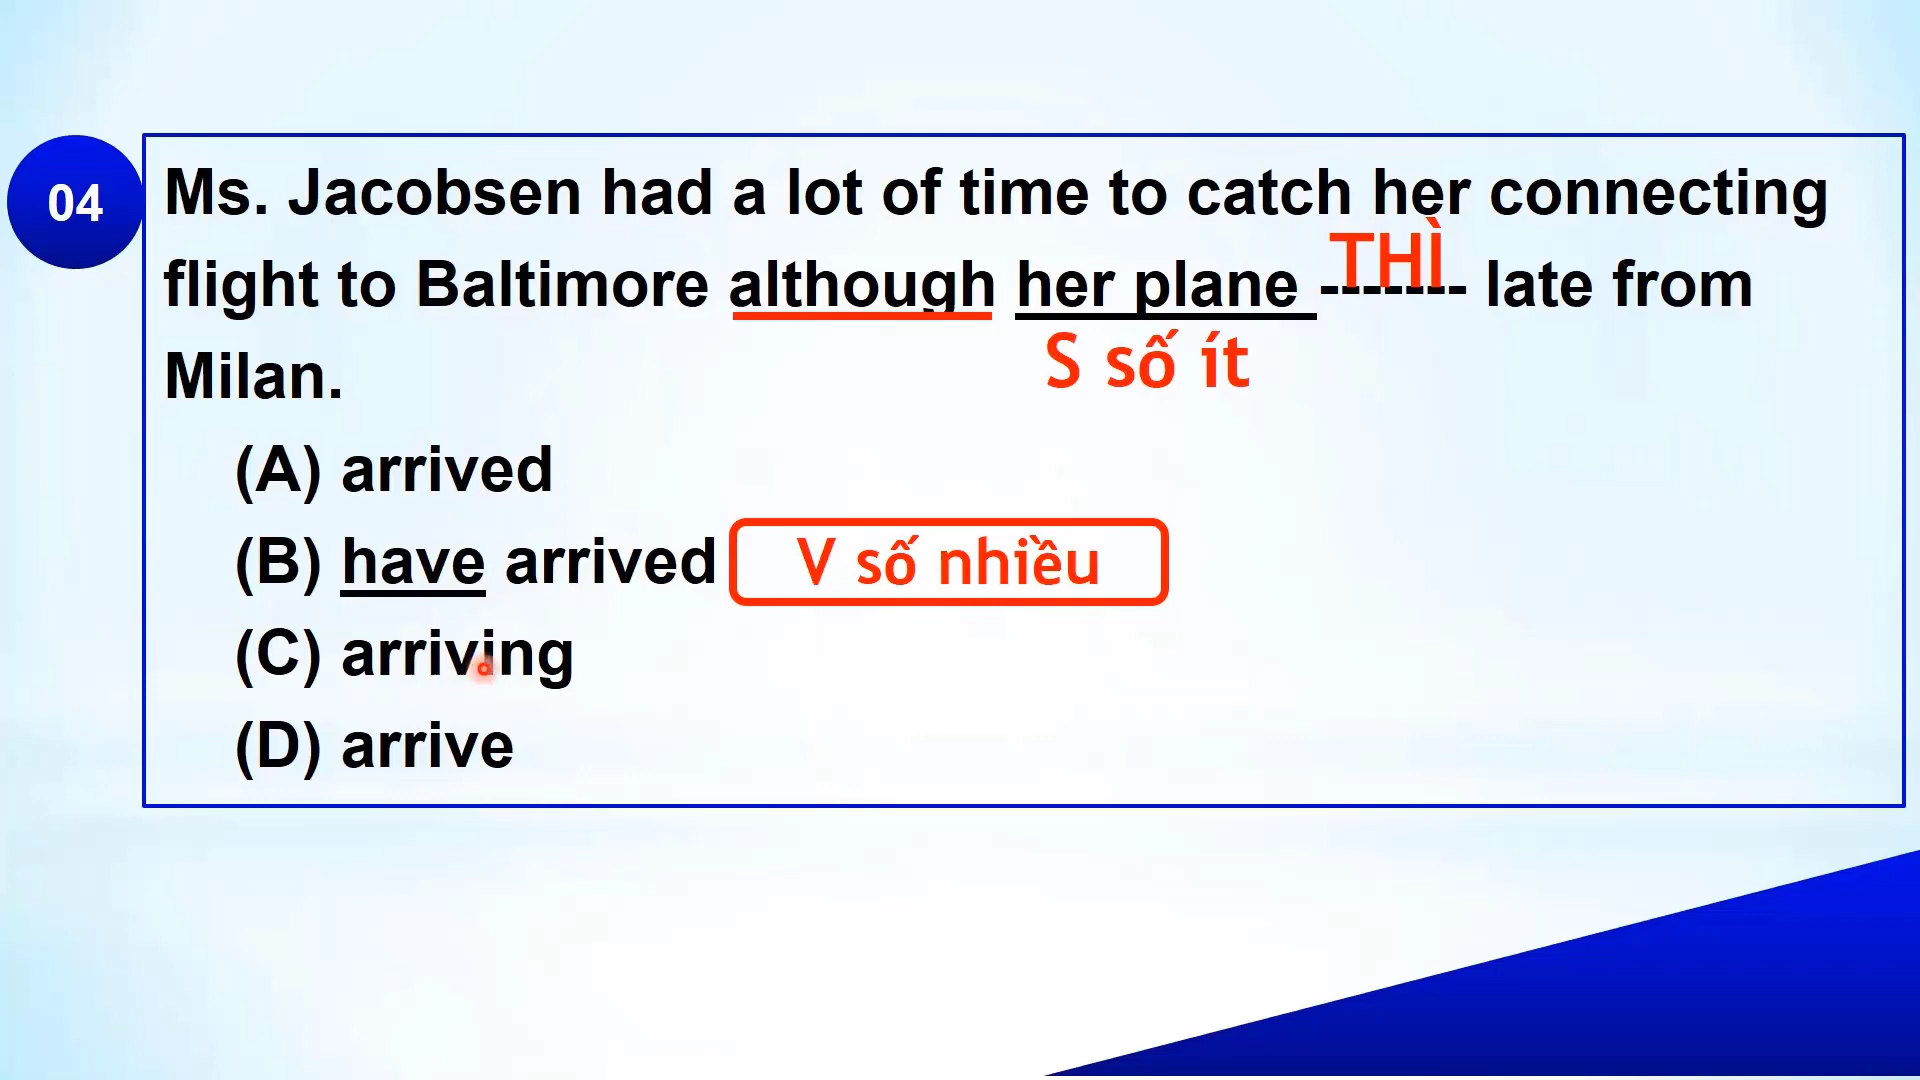 04
Ms. Jacobsen had a lot of time to catch her connecting
THÌ
flight to Baltimore although her plane ------- late from
S số ít
Milan.
(A) arrived
(B) have arrived
V số nhiều
(C) arriving
(D) arrive